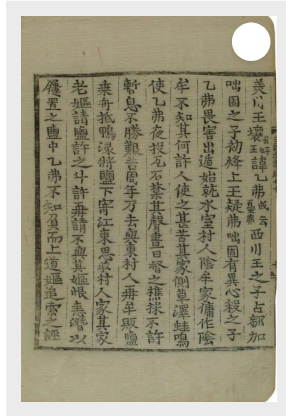 美川王一云好壤王諱乙弗或云憂弗西川王之子古鄒加
咄固之子初烽上王疑弟咄固有異心殺之子
乙弗畏害出遁始就水室村人陰牟家傭作陰
牟不知其何許人使之甚苦其家側草澤蛙鳴
使乙弗夜投瓦石禁其聲晝日督之樵採不許
暫息不勝艱苦周年乃去與東村人再牟販鹽
乘舟抵鴨淥將鹽下寄江東思收村人家其家
老嫗請鹽許之斗許再請不與其嫗恨恚潛以
屨置之鹽中乙弗不知負而上道嫗追索之誣